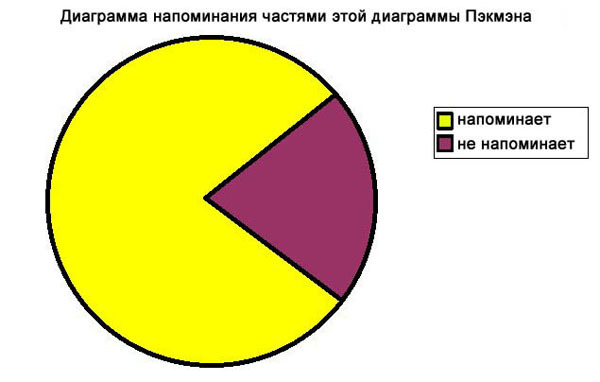 Диаграмма напоминания частями этой диаграммы Пэкмэна
напоминает
не напоминает